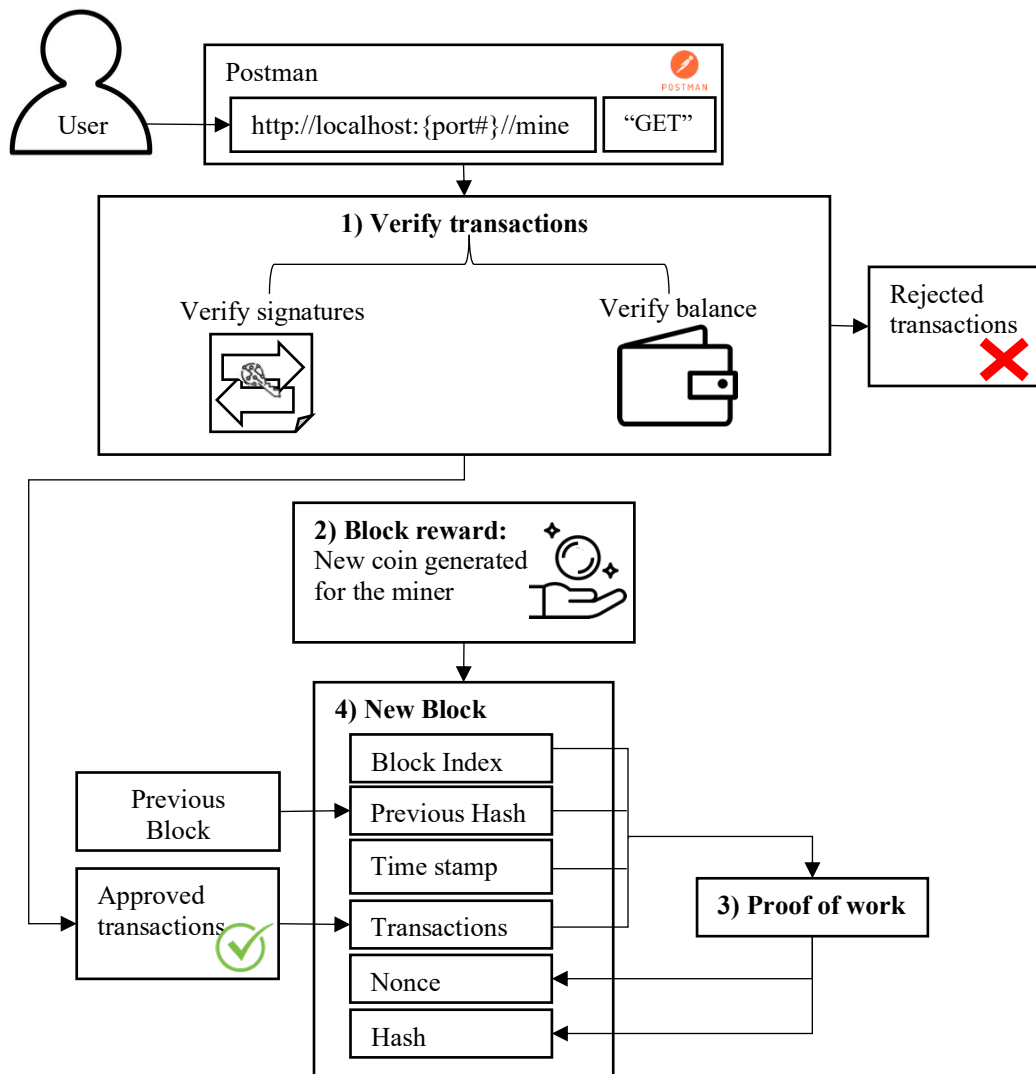 User
Postman
POSTMAN
http://localhost:{port#}//mine
“GET”
1) Verify transactions
Verify signatures
Verify balance
Rejected
transactions
2) Block reward:
New coin generated
for the miner
4) New Block
Block Index
Previous
Block
Previous Hash
Time stamp
Approved
transactions
Transactions
3) Proof of work
Nonce
Hash